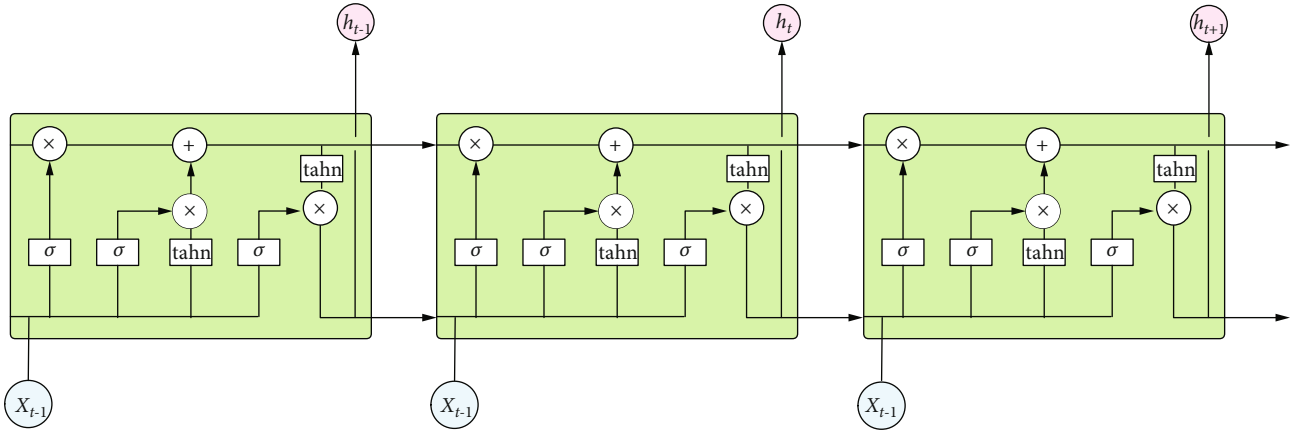 h_{t-1} h_t h_{t+1}
× + × + × +
tahn tahn tahn
× × × × × ×
σ σ tahn σ σ σ tahn σ σ σ tahn σ
X_{t-1} X_{t-1} X_{t-1}